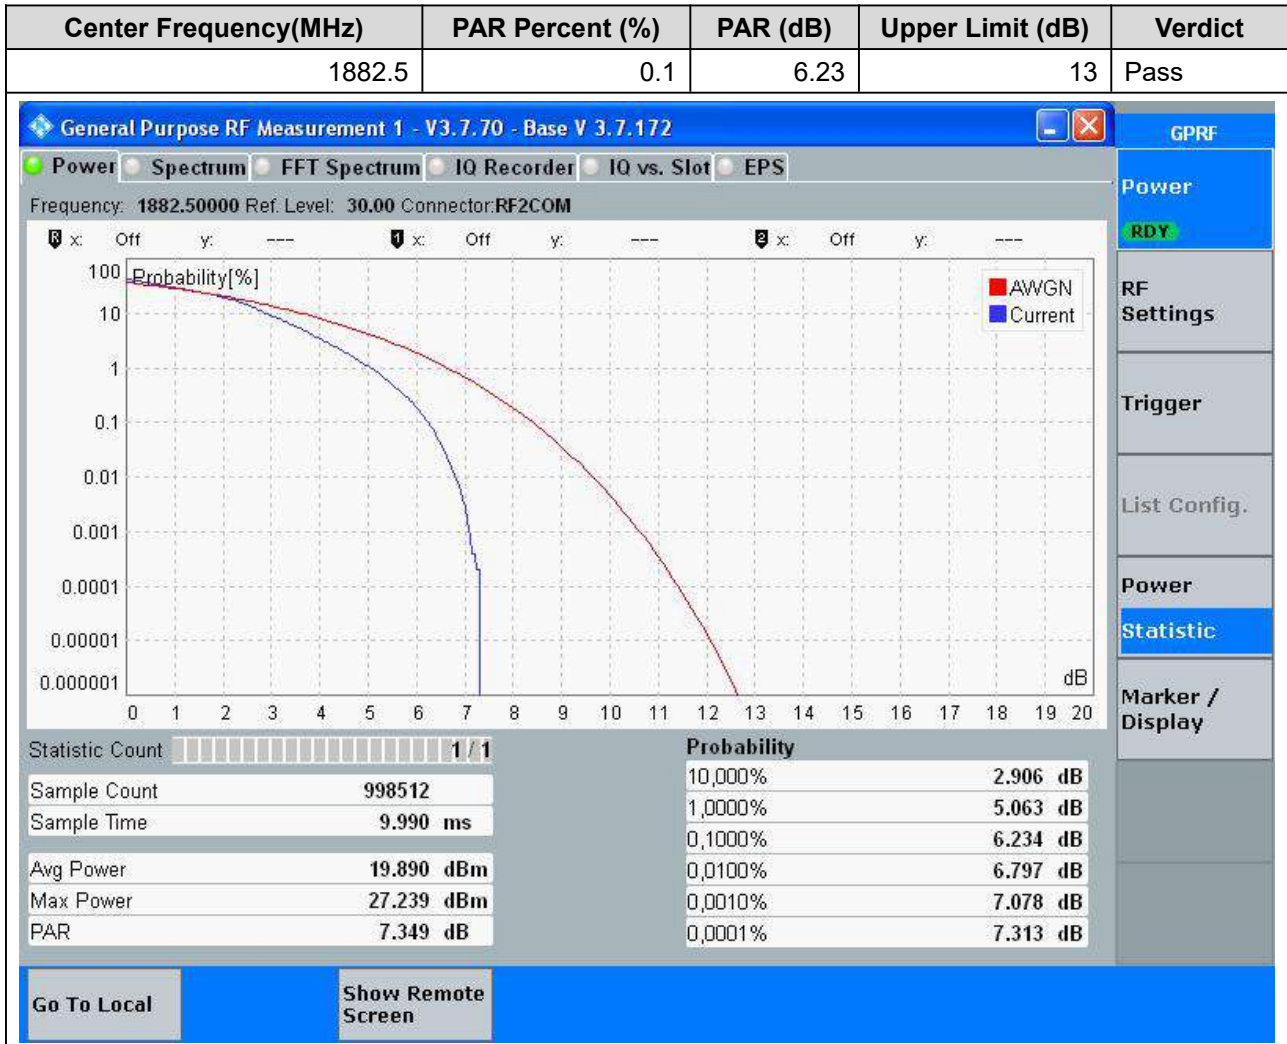 Center Frequency(MHz) PAR Percent (%) PAR (dB) Upper Limit (dB) Verdict
1882.5 0.1 6.23 13 Pass
General Purpose RF Measurement 1 - V3.7.70 - Base V 3.7.172
GPRF
Power Spectrum FFT Spectrum IQ Recorder IQ vs. Slot EPS
Power
RDY
Frequency: 1882.50000 Ref. Level: 30.00 Connector:RF2COM
R x: Off y: --- 1 x: Off y: --- 2 x: Off y: ---
Probability[%]
AWGN
Current
100
10
1
0.1
0.01
0.001
0.0001
0.00001
0.000001
dB
0 1 2 3 4 5 6 7 8 9 10 11 12 13 14 15 16 17 18 19 20
RF
Settings
Trigger
List Config.
Power
Statistic
Marker /
Display
Statistic Count 1 / 1
Sample Count 998512
Sample Time 9.990 ms
Avg Power 19.890 dBm
Max Power 27.239 dBm
PAR 7.349 dB
Probability
10,000% 2.906 dB
1,0000% 5.063 dB
0,1000% 6.234 dB
0,0100% 6.797 dB
0,0010% 7.078 dB
0,0001% 7.313 dB
Go To Local
Show Remote
Screen